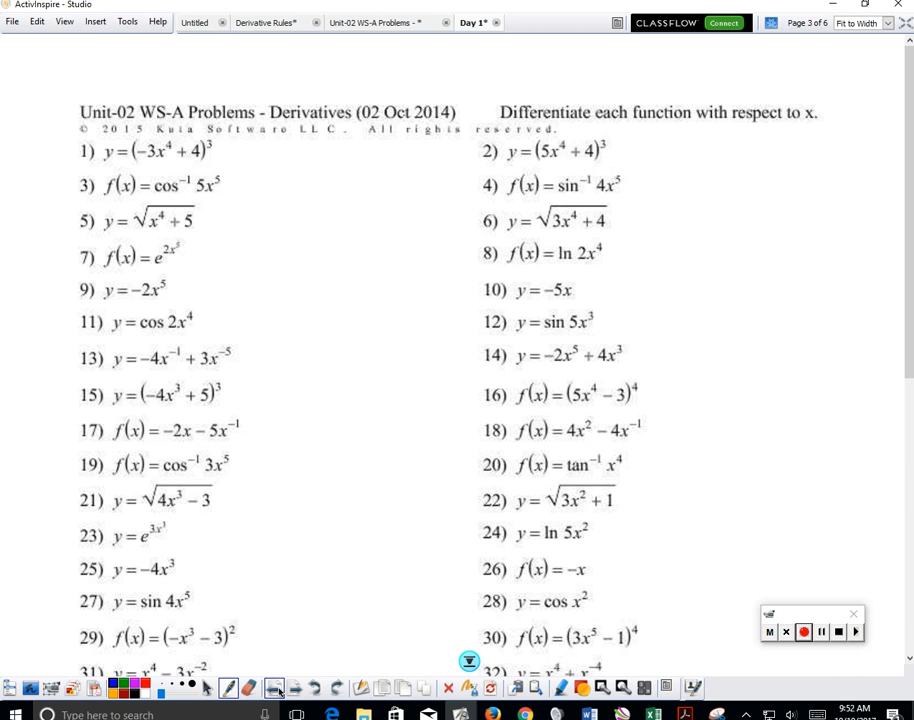 ActivInspire - Studio
File Edit View Insert Tools Help Untitled Derivative Rules* Unit-02 WS-A Problems - * Day 1* CLASSFLOW Connect Page 3 of 6 Fit to Width
Unit-02 WS-A Problems - Derivatives (02 Oct 2014) Differentiate each function with respect to x.
© 2015 Kuta Software LLC. All rights reserved.
1) y = (−3x⁴ + 4)³ 2) y = (5x⁴ + 4)³
3) f(x) = cos⁻¹ 5x⁵ 4) f(x) = sin⁻¹ 4x⁵
5) y = √(x⁴ + 5) 6) y = √(3x⁴ + 4)
7) f(x) = e^(2x⁵) 8) f(x) = ln 2x⁴
9) y = −2x⁵ 10) y = −5x
11) y = cos 2x⁴ 12) y = sin 5x³
13) y = −4x⁻¹ + 3x⁻⁵ 14) y = −2x⁵ + 4x³
15) y = (−4x³ + 5)³ 16) f(x) = (5x⁴ − 3)⁴
17) f(x) = −2x − 5x⁻¹ 18) f(x) = 4x² − 4x⁻¹
19) f(x) = cos⁻¹ 3x⁵ 20) f(x) = tan⁻¹ x⁴
21) y = √(4x³ − 3) 22) y = √(3x² + 1)
23) y = e^(3x³) 24) y = ln 5x²
25) y = −4x³ 26) f(x) = −x
27) y = sin 4x⁵ 28) y = cos x²
29) f(x) = (−x³ − 3)² 30) f(x) = (3x⁵ − 1)⁴
31) y = x⁴ − 3x⁻² 32) y = x⁴ + x⁻⁴
M
Type here to search 9:52 AM